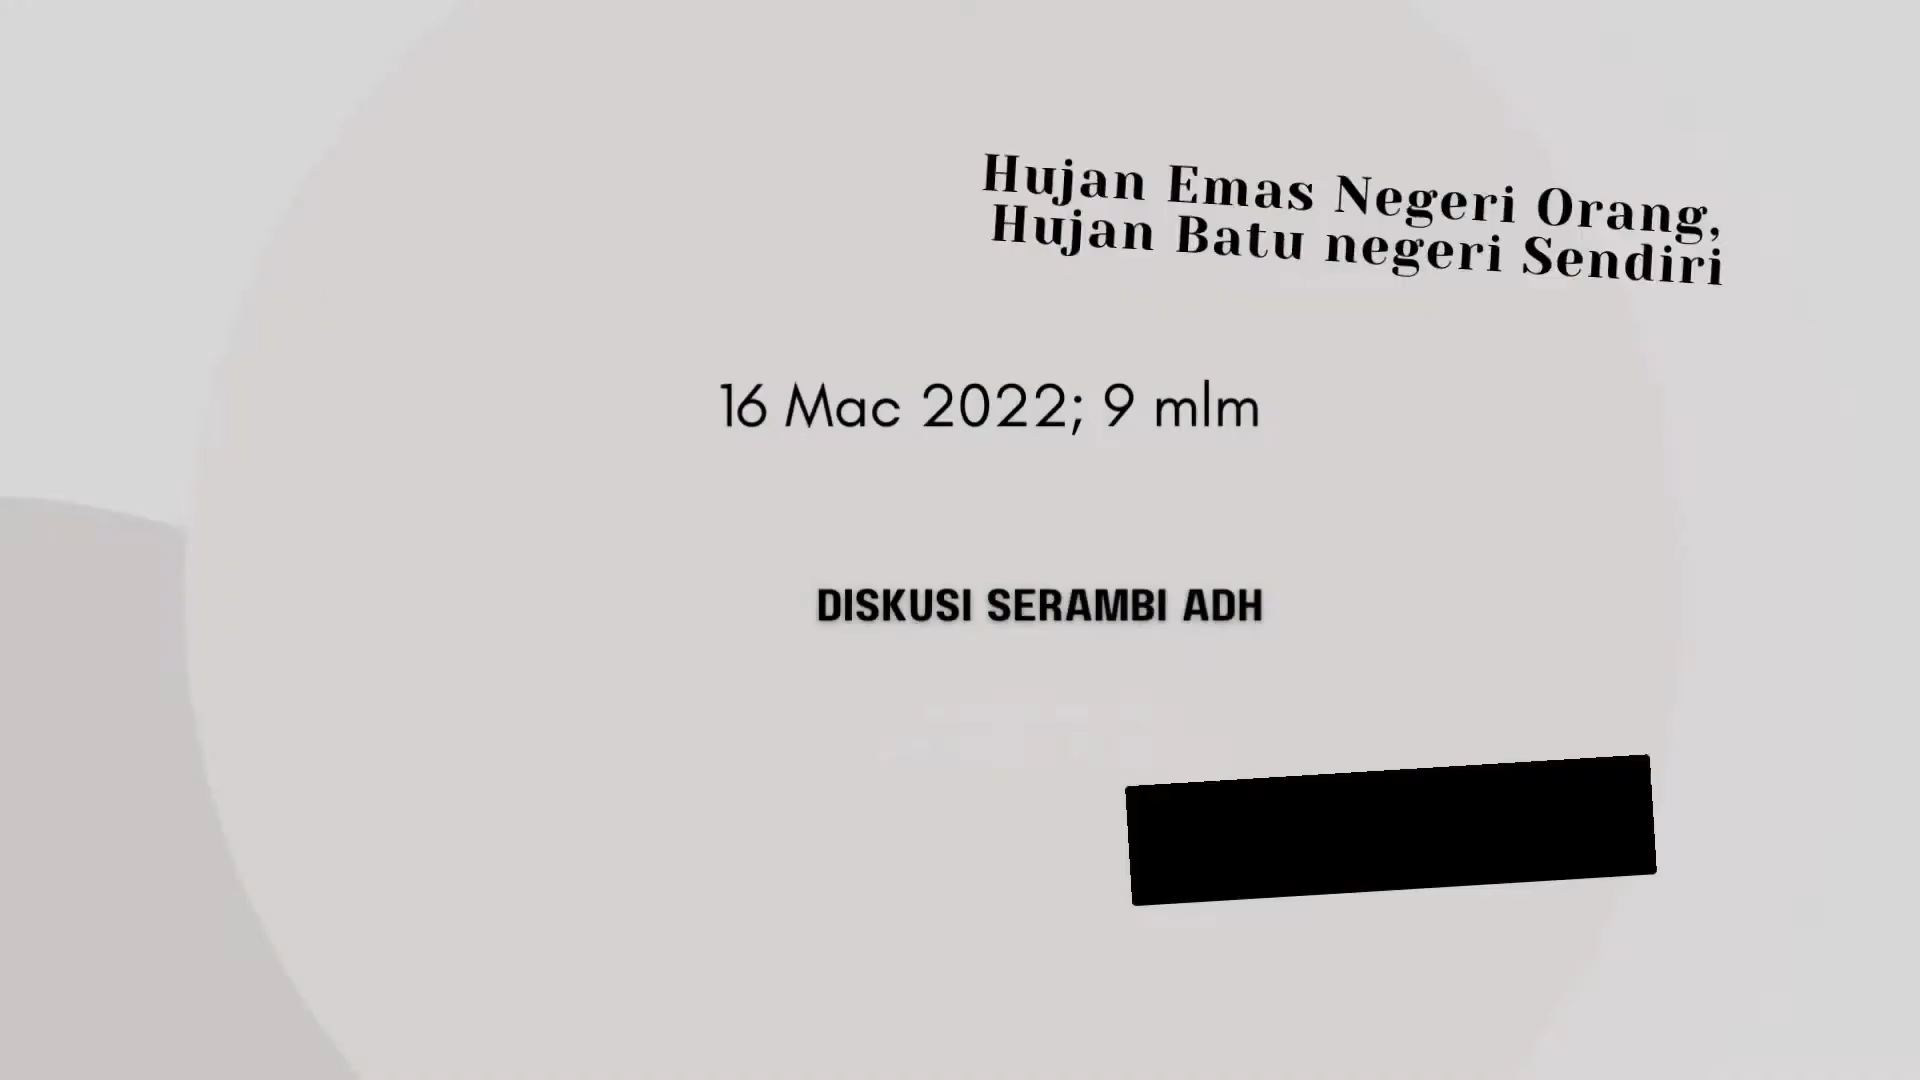 Hujan Emas Negeri Orang,
Hujan Batu negeri Sendiri
16 Mac 2022; 9 mlm
DISKUSI SERAMBI ADH